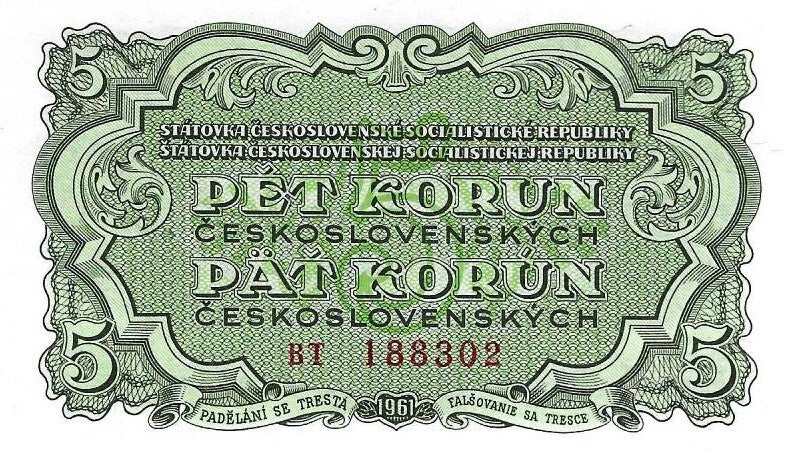 5 5
STÁTOVKA ČESKOSLOVENSKÉ SOCIALISTICKÉ REPUBLIKY
ŠTÁTOVKA ČESKOSLOVENSKEJ SOCIALISTICKEJ REPUBLIKY
PĚT KORUN
ČESKOSLOVENSKÝCH
PÄŤ KORÚN
ČESKOSLOVENSKÝCH
BT 188302
5 5
PADĚLÁNÍ SE TRESTÁ 1961 FALŠOVANIE SA TRESCE